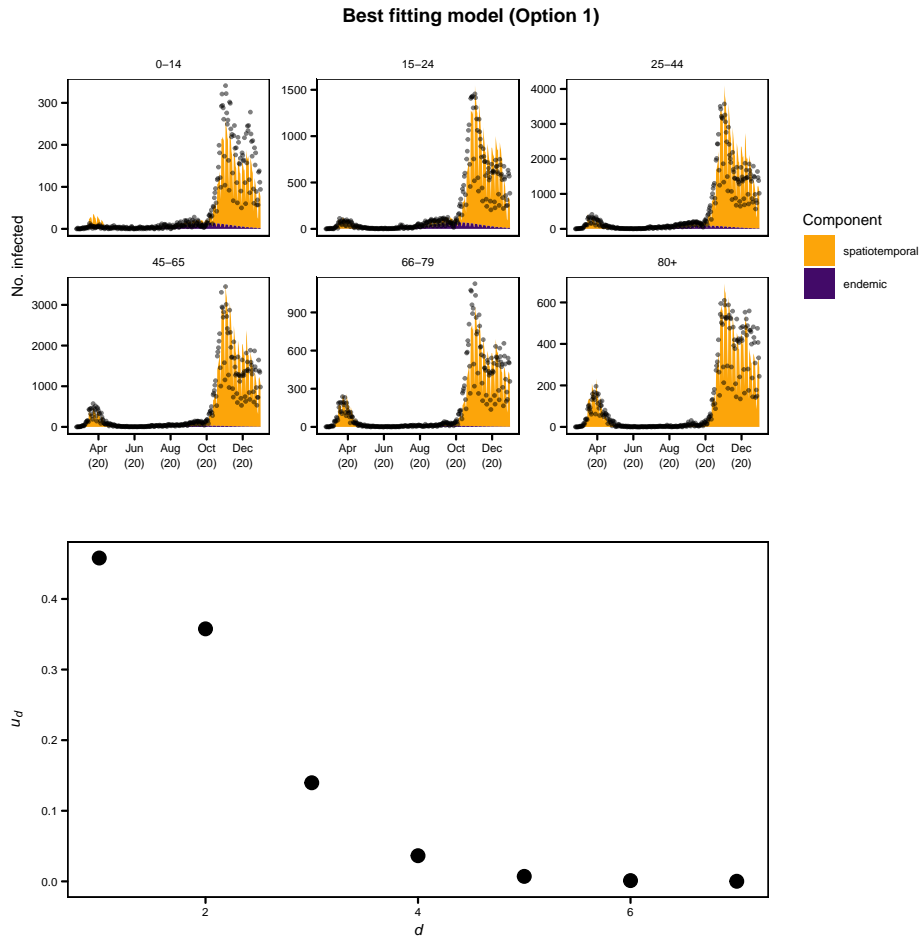 Best fitting model (Option 1)
0−14
15−24
25−44
300
200
100
0
1500
1000
500
0
4000
3000
2000
1000
0
No. infected
45−65
66−79
80+
3000
2000
1000
0
900
600
300
0
600
400
200
0
Apr Jun Aug Oct Dec
(20) (20) (20) (20) (20)
Apr Jun Aug Oct Dec
(20) (20) (20) (20) (20)
Apr Jun Aug Oct Dec
(20) (20) (20) (20) (20)
Component
spatiotemporal
endemic
0.4
0.3
0.2
0.1
0.0
u_d
2 4 6
d